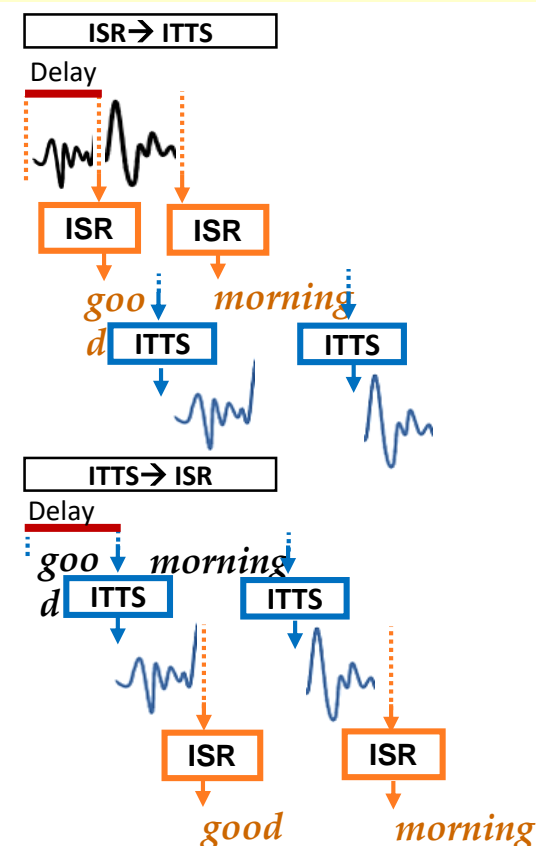 ISR→ ITTS
Delay
ISR ISR
goo morning
d ITTS ITTS
ITTS→ ISR
Delay
goo morning
d ITTS ITTS
ISR ISR
good morning